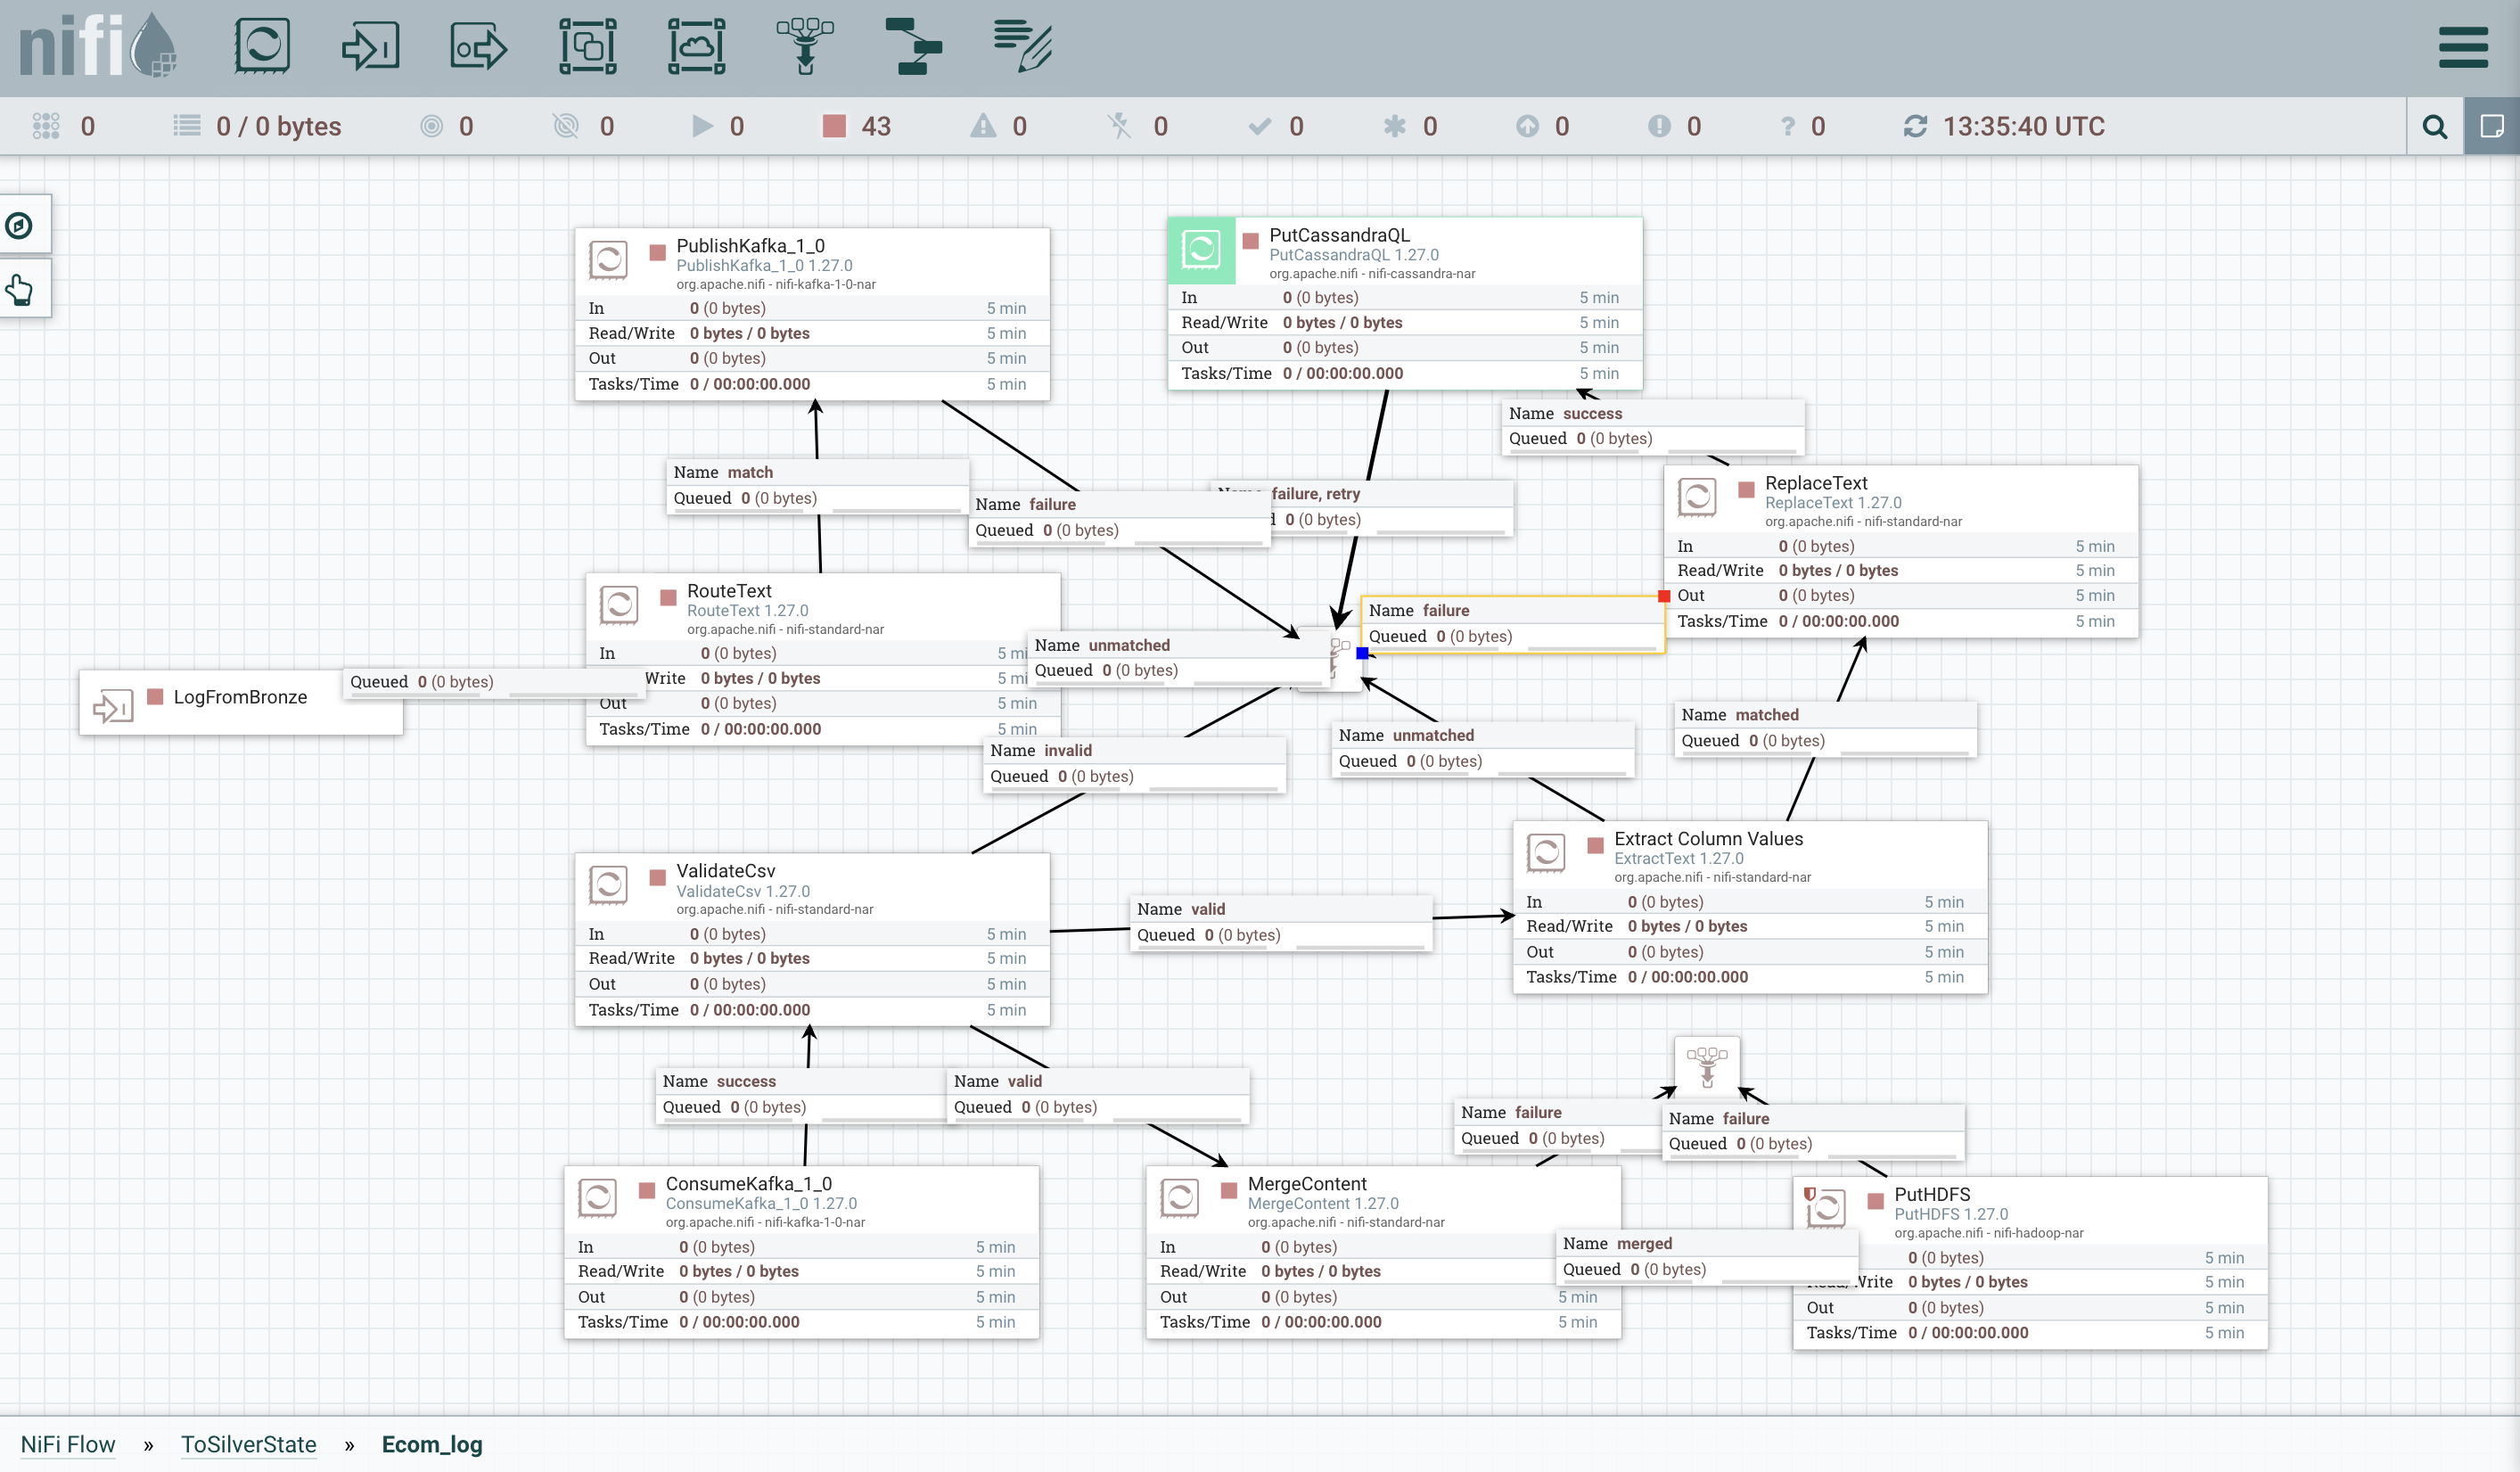 nifi
0 0 / 0 bytes 0 0 0 43 0 0 0 0 0 0 ? 0 13:35:40 UTC
PublishKafka_1_0
PublishKafka_1_0 1.27.0
org.apache.nifi - nifi-kafka-1-0-nar
In 0 (0 bytes) 5 min
Read/Write 0 bytes / 0 bytes 5 min
Out 0 (0 bytes) 5 min
Tasks/Time 0 / 00:00:00.000 5 min
PutCassandraQL
PutCassandraQL 1.27.0
org.apache.nifi - nifi-cassandra-nar
In 0 (0 bytes) 5 min
Read/Write 0 bytes / 0 bytes 5 min
Out 0 (0 bytes) 5 min
Tasks/Time 0 / 00:00:00.000 5 min
Name success
Queued 0 (0 bytes)
Name match
Queued 0 (0 bytes)
Name failure
Queued 0 (0 bytes)
failure, retry
0 (0 bytes)
ReplaceText
ReplaceText 1.27.0
org.apache.nifi - nifi-standard-nar
In 0 (0 bytes) 5 min
Read/Write 0 bytes / 0 bytes 5 min
Out 0 (0 bytes) 5 min
Tasks/Time 0 / 00:00:00.000 5 min
RouteText
RouteText 1.27.0
org.apache.nifi - nifi-standard-nar
In 0 (0 bytes) 5 mi
Write 0 bytes / 0 bytes 5 mi
Out 0 (0 bytes) 5 min
Tasks/Time 0 / 00:00:00.000 5 min
Name failure
Queued 0 (0 bytes)
Name unmatched
Queued 0 (0 bytes)
LogFromBronze
Queued 0 (0 bytes)
Name invalid
Queued 0 (0 bytes)
Name unmatched
Queued 0 (0 bytes)
Name matched
Queued 0 (0 bytes)
ValidateCsv
ValidateCsv 1.27.0
org.apache.nifi - nifi-standard-nar
In 0 (0 bytes) 5 min
Read/Write 0 bytes / 0 bytes 5 min
Out 0 (0 bytes) 5 min
Tasks/Time 0 / 00:00:00.000 5 min
Name valid
Queued 0 (0 bytes)
Extract Column Values
ExtractText 1.27.0
org.apache.nifi - nifi-standard-nar
In 0 (0 bytes) 5 min
Read/Write 0 bytes / 0 bytes 5 min
Out 0 (0 bytes) 5 min
Tasks/Time 0 / 00:00:00.000 5 min
Name success
Queued 0 (0 bytes)
Name valid
Queued 0 (0 bytes)
Name failure
Queued 0 (0 bytes)
Name failure
Queued 0 (0 bytes)
ConsumeKafka_1_0
ConsumeKafka_1_0 1.27.0
org.apache.nifi - nifi-kafka-1-0-nar
In 0 (0 bytes) 5 min
Read/Write 0 bytes / 0 bytes 5 min
Out 0 (0 bytes) 5 min
Tasks/Time 0 / 00:00:00.000 5 min
MergeContent
MergeContent 1.27.0
org.apache.nifi - nifi-standard-nar
In 0 (0 bytes)
Read/Write 0 bytes / 0 bytes
Out 0 (0 bytes) 5 min
Tasks/Time 0 / 00:00:00.000 5 min
Name merged
Queued 0 (0 bytes)
PutHDFS
PutHDFS 1.27.0
org.apache.nifi - nifi-hadoop-nar
0 (0 bytes) 5 min
Read/Write 0 bytes / 0 bytes 5 min
Out 0 (0 bytes) 5 min
Tasks/Time 0 / 00:00:00.000 5 min
NiFi Flow » ToSilverState » Ecom_log